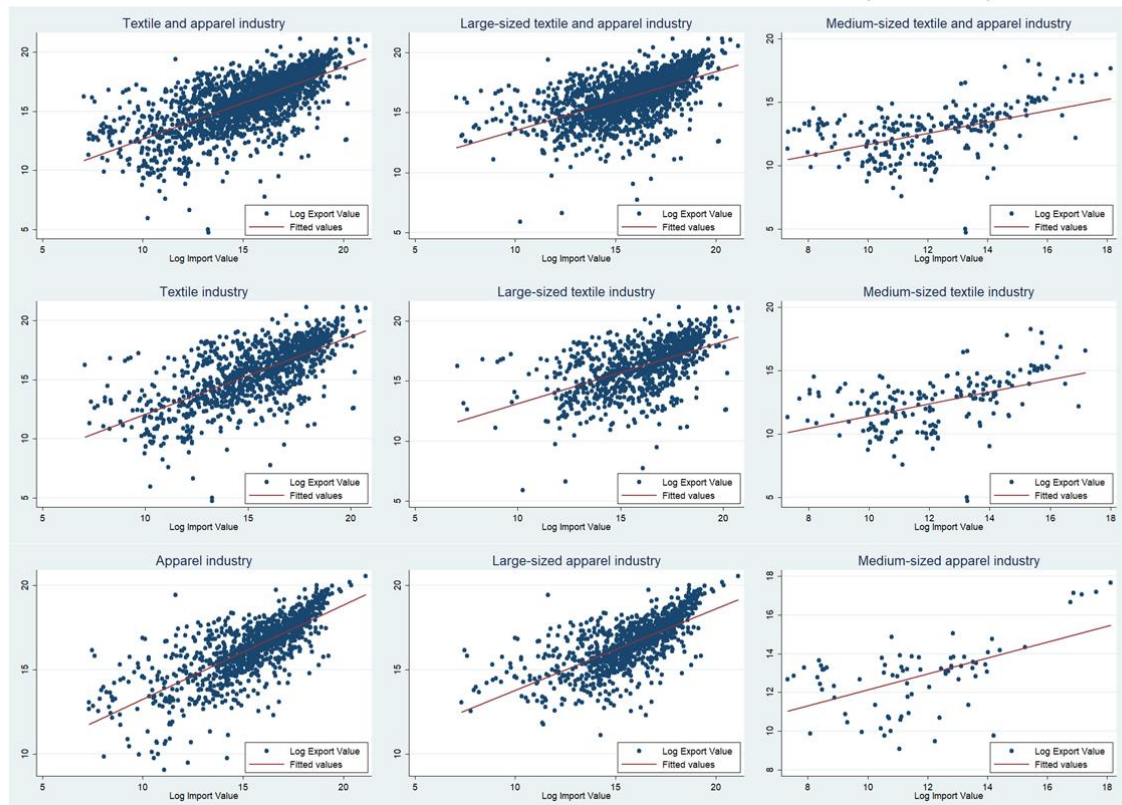 Textile and apparel industry
20
15
10
5
5 10 15 20
Log Import Value
Log Export Value
Fitted values
Large-sized textile and apparel industry
20
15
10
5
5 10 15 20
Log Import Value
Log Export Value
Fitted values
Medium-sized textile and apparel industry
20
15
10
5
8 10 12 14 16 18
Log Import Value
Log Export Value
Fitted values
Textile industry
20
15
10
5
5 10 15 20
Log Import Value
Log Export Value
Fitted values
Large-sized textile industry
20
15
10
5
5 10 15 20
Log Import Value
Log Export Value
Fitted values
Medium-sized textile industry
20
15
10
5
8 10 12 14 16 18
Log Import Value
Log Export Value
Fitted values
Apparel industry
20
15
10
5 10 15 20
Log Import Value
Log Export Value
Fitted values
Large-sized apparel industry
20
15
10
5 10 15 20
Log Import Value
Log Export Value
Fitted values
Medium-sized apparel industry
18
16
14
12
10
8
8 10 12 14 16 18
Log Import Value
Log Export Value
Fitted values